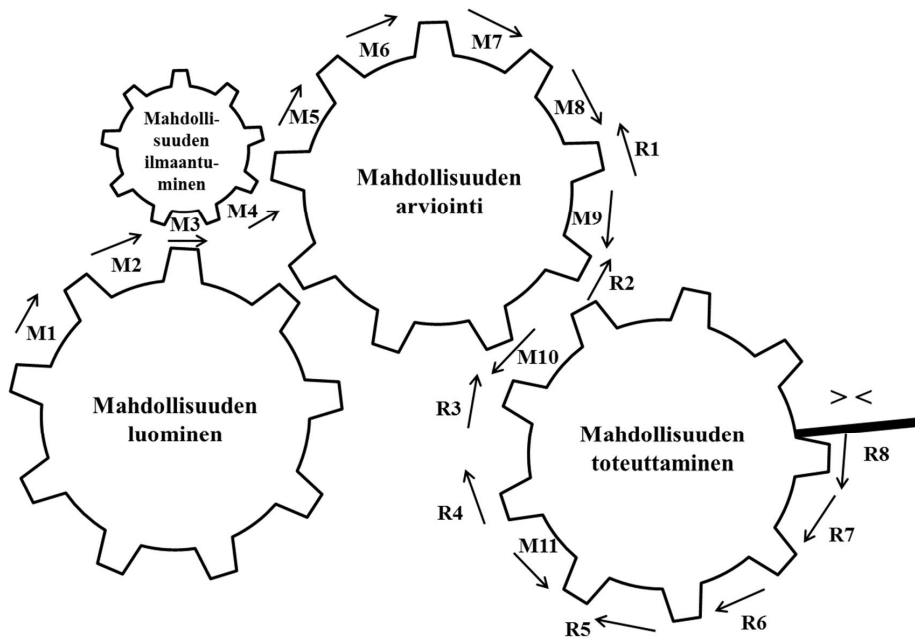 M6
M7
M5
M8
Mahdolli-
suuden
ilmaantu-
minen
R1
Mahdollisuuden
arviointi
M4
M3
M9
M2
R2
M1
M10
> <
R3
Mahdollisuuden
luominen
Mahdollisuuden
toteuttaminen
R8
R4
R7
M11
R6
R5